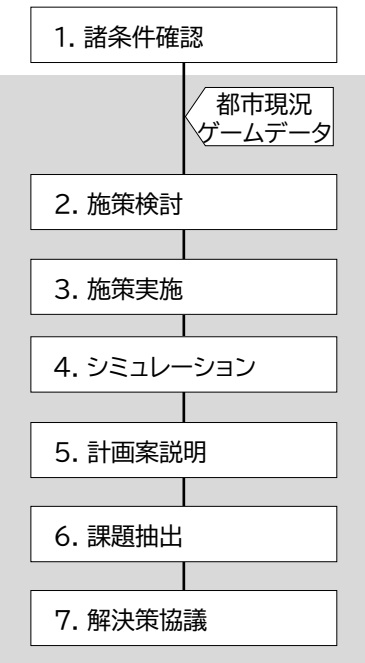 1. 諸条件確認
都市現況
ゲームデータ
2. 施策検討
3. 施策実施
4. シミュレーション
5. 計画案説明
6. 課題抽出
7. 解決策協議